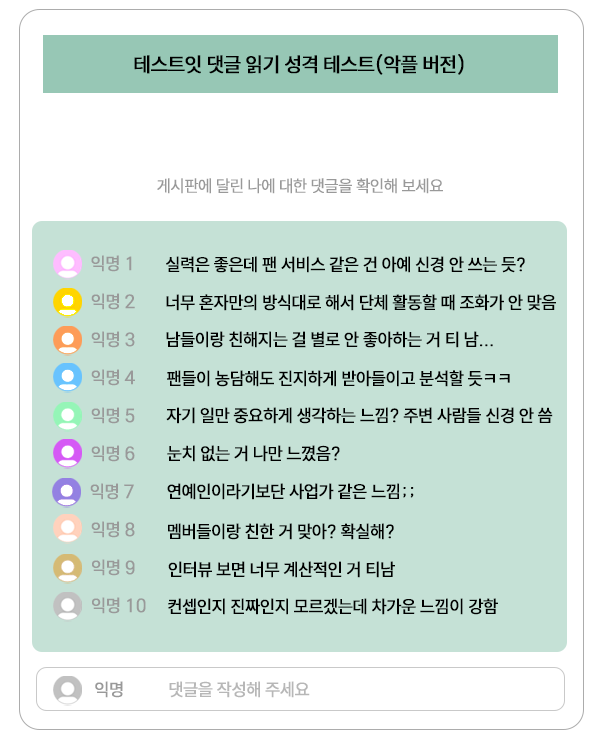 테스트잇 댓글 읽기 성격 테스트(악플 버전)
게시판에 달린 나에 대한 댓글을 확인해 보세요
익명 1 실력은 좋은데 팬 서비스 같은 건 아예 신경 안 쓰는 듯?
익명 2 너무 혼자만의 방식대로 해서 단체 활동할 때 조화가 안 맞음
익명 3 남들이랑 친해지는 걸 별로 안 좋아하는 거 티 남...
익명 4 팬들이 농담해도 진지하게 받아들이고 분석할 듯ㅋㅋ
익명 5 자기 일만 중요하게 생각하는 느낌? 주변 사람들 신경 안 씀
익명 6 눈치 없는 거 나만 느꼈음?
익명 7 연예인이라기보단 사업가 같은 느낌;;
익명 8 멤버들이랑 친한 거 맞아? 확실해?
익명 9 인터뷰 보면 너무 계산적인 거 티남
익명 10 컨셉인지 진짜인지 모르겠는데 차가운 느낌이 강함
익명 댓글을 작성해 주세요